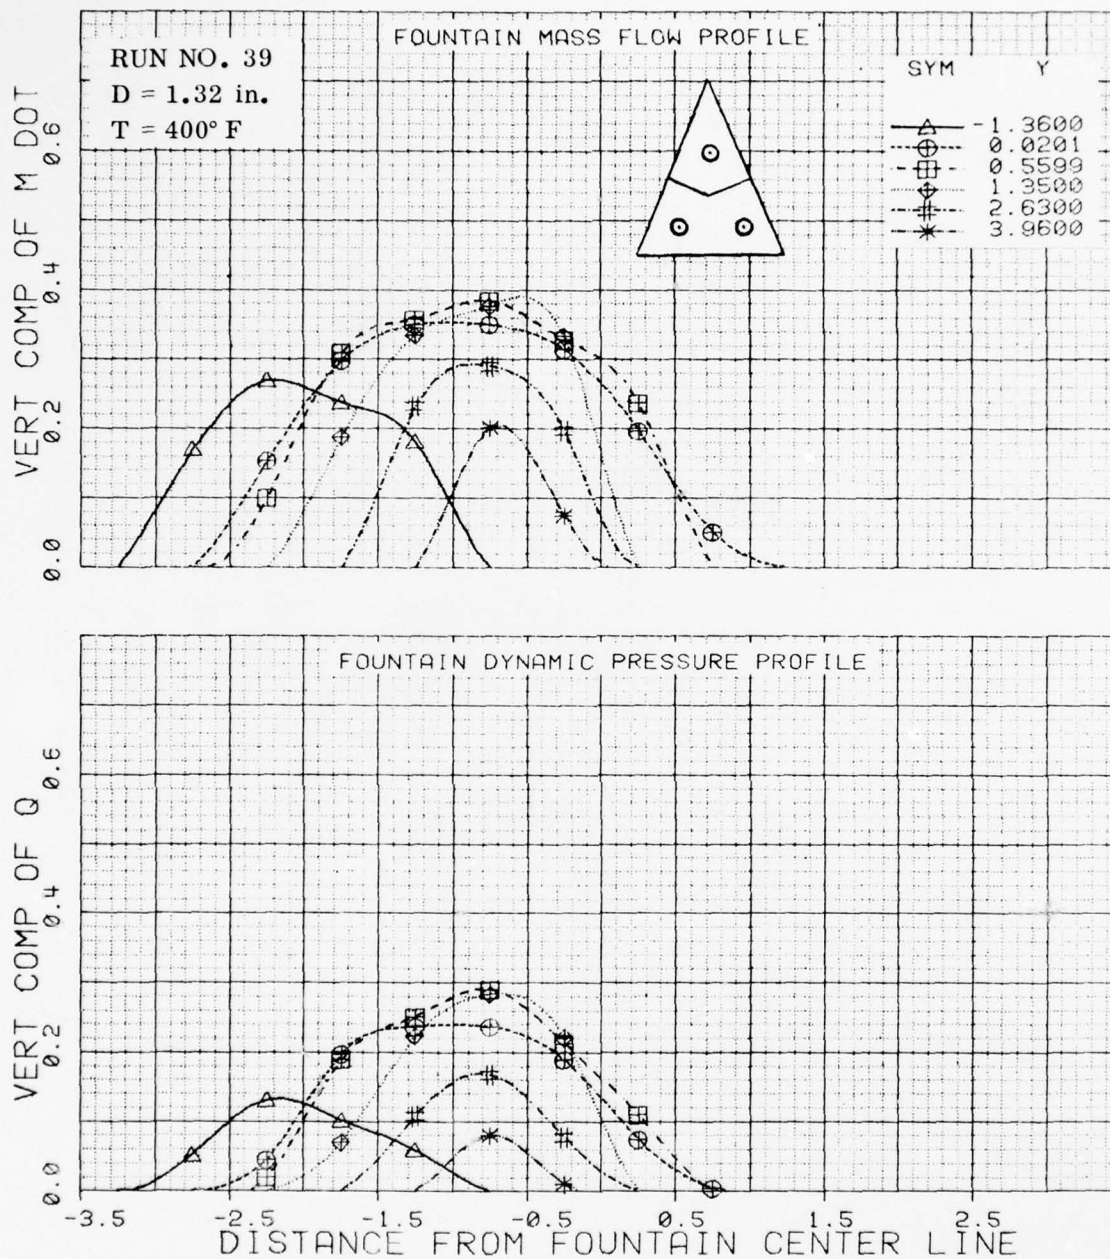 FOUNTAIN MASS FLOW PROFILE
RUN NO. 39
D = 1.32 in.
T = 400° F
SYM Y
-1.3600
0.0201
0.5599
1.3500
2.6300
3.9600
VERT COMP OF M DOT
0.6
0.4
0.2
0.0
FOUNTAIN DYNAMIC PRESSURE PROFILE
VERT COMP OF Q
0.6
0.4
0.2
0.0
-3.5 -2.5 -1.5 -0.5 0.5 1.5 2.5
DISTANCE FROM FOUNTAIN CENTER LINE